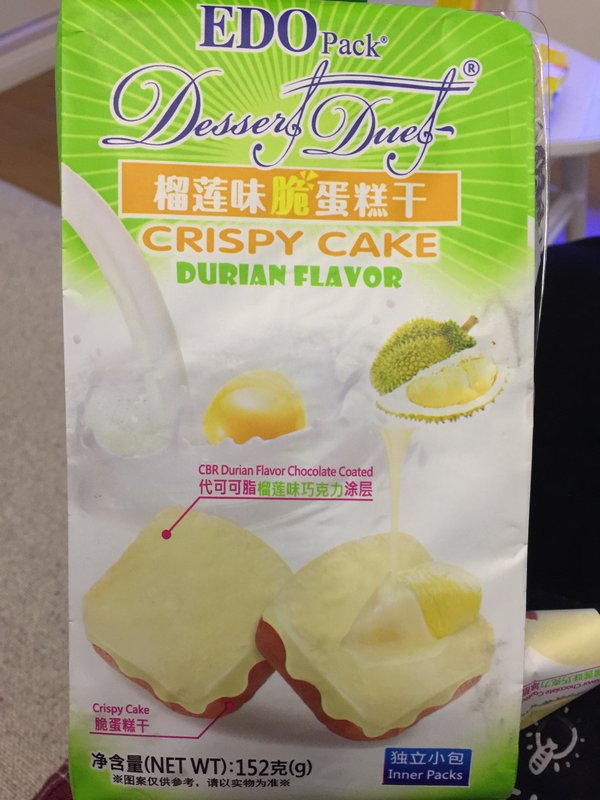 EDO Pack®
Dessert Duet ®
榴莲味脆蛋糕干
CRISPY CAKE
DURIAN FLAVOR
CBR Durian Flavor Chocolate Coated
代可可脂榴莲味巧克力涂层
Crispy Cake
脆蛋糕干
净含量(NET WT):152克(g)
※图案仅供参考，请以实物为准※
独立小包
Inner Packs